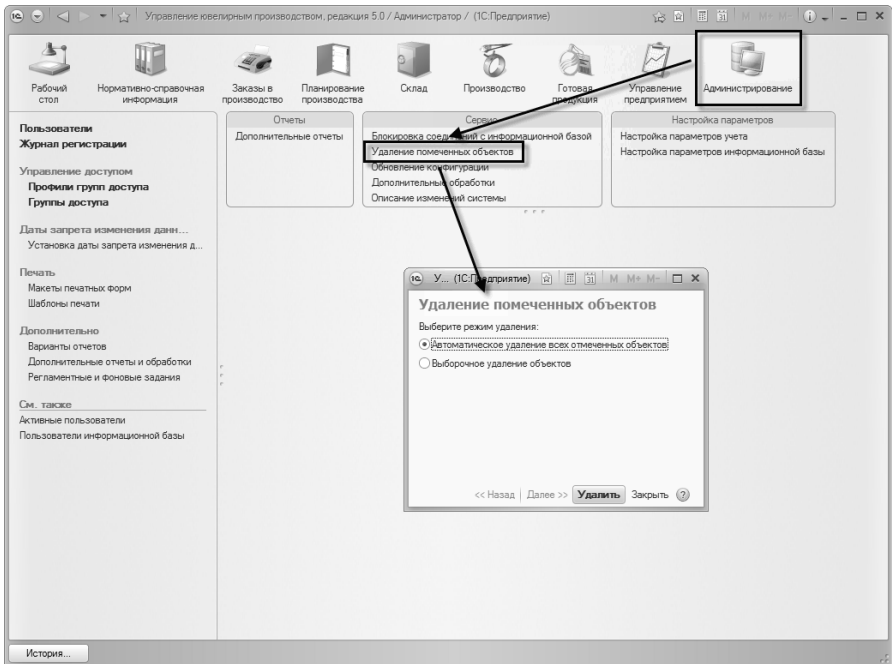 Управление ювелирным производством, редакция 5.0 / Администратор / (1С:Предприятие)
M M+ M-
Рабочий стол
Нормативно-справочная информация
Заказы в производство
Планирование производства
Склад
Производство
Готовая продукция
Управление предприятием
Администрирование
Пользователи
Журнал регистрации
Управление доступом
Профили групп доступа
Группы доступа
Даты запрета изменения данн...
Установка даты запрета изменения д...
Печать
Макеты печатных форм
Шаблоны печати
Дополнительно
Варианты отчетов
Дополнительные отчеты и обработки
Регламентные и фоновые задания
См. также
Активные пользователи
Пользователи информационной базы
Отчеты
Дополнительные отчеты
Сервис
Блокировка соединений с информационной базой
Удаление помеченных объектов
Обновление конфигурации
Дополнительные обработки
Описание изменений системы
Настройка параметров
Настройка параметров учета
Настройка параметров информационной базы
У... (1С:Предприятие)
M M+ M-
Удаление помеченных объектов
Выберите режим удаления:
Автоматическое удаление всех отмеченных объектов
Выборочное удаление объектов
<< Назад | Далее >> Удалить Закрыть ?
История...